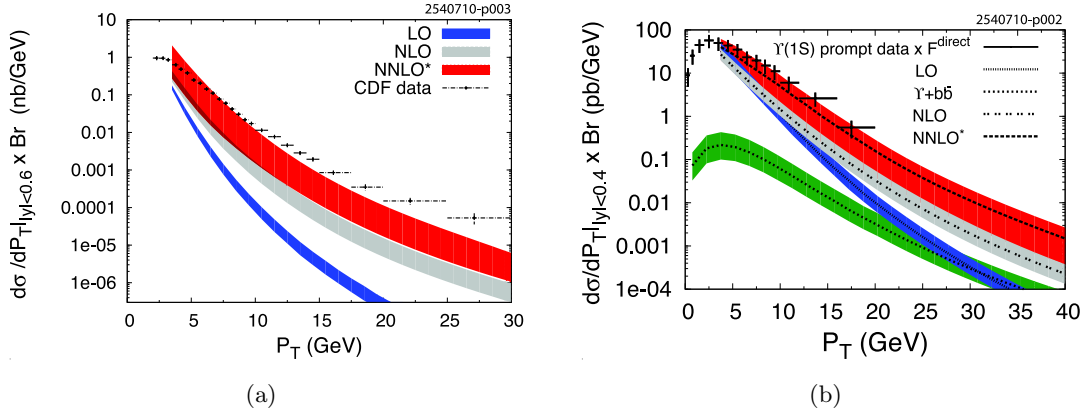 2540710-p003
LO
NLO
NNLO*
CDF data
10
1
0.1
0.01
0.001
0.0001
1e-05
1e-06
dσ/dP_T||y|<0.6 x Br (nb/GeV)
0 5 10 15 20 25 30
P_T (GeV)
(a)
2540710-p002
ϒ(1S) prompt data x F^direct
LO
ϒ+bb̄
NLO
NNLO*
100
10
1
0.1
0.01
0.001
1e-04
dσ/dP_T||y|<0.4 x Br (pb/GeV)
0 5 10 15 20 25 30 35 40
P_T (GeV)
(b)